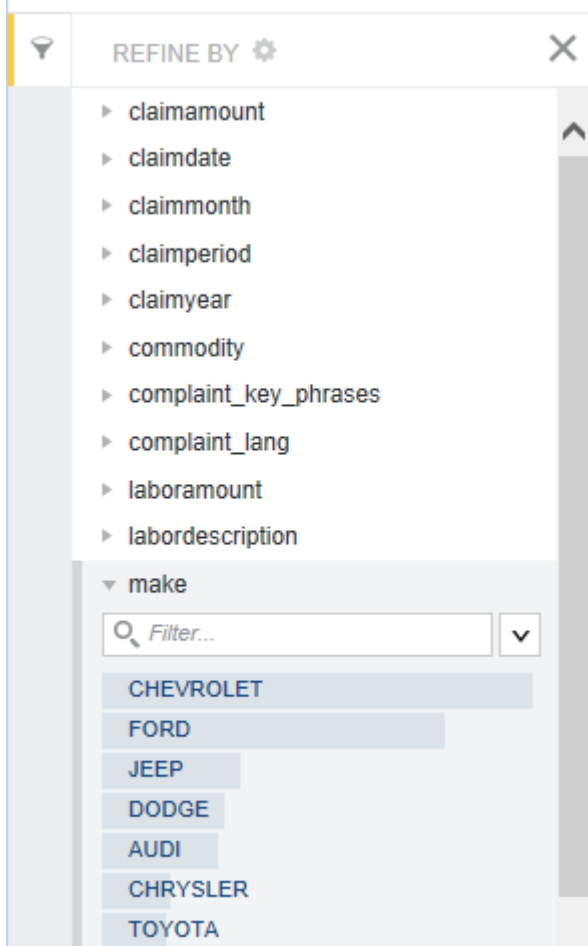 REFINE BY
claimamount
claimdate
claimmonth
claimperiod
claimyear
commodity
complaint_key_phrases
complaint_lang
laboramount
labordescription
make
Filter...
CHEVROLET
FORD
JEEP
DODGE
AUDI
CHRYSLER
TOYOTA